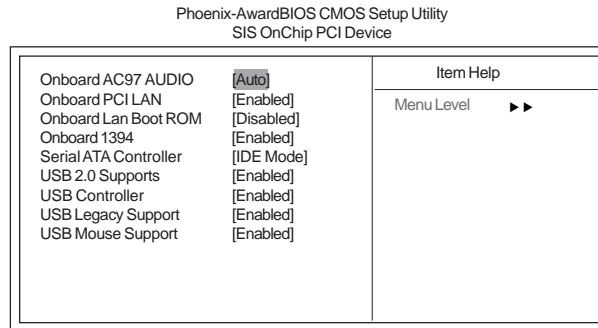 Phoenix-AwardBIOS CMOS Setup Utility
SIS OnChip PCI Device
Onboard AC97 AUDIO [Auto]
Onboard PCI LAN [Enabled]
Onboard Lan Boot ROM [Disabled]
Onboard 1394 [Enabled]
Serial ATA Controller [IDE Mode]
USB 2.0 Supports [Enabled]
USB Controller [Enabled]
USB Legacy Support [Enabled]
USB Mouse Support [Enabled]
Item Help
Menu Level ►►